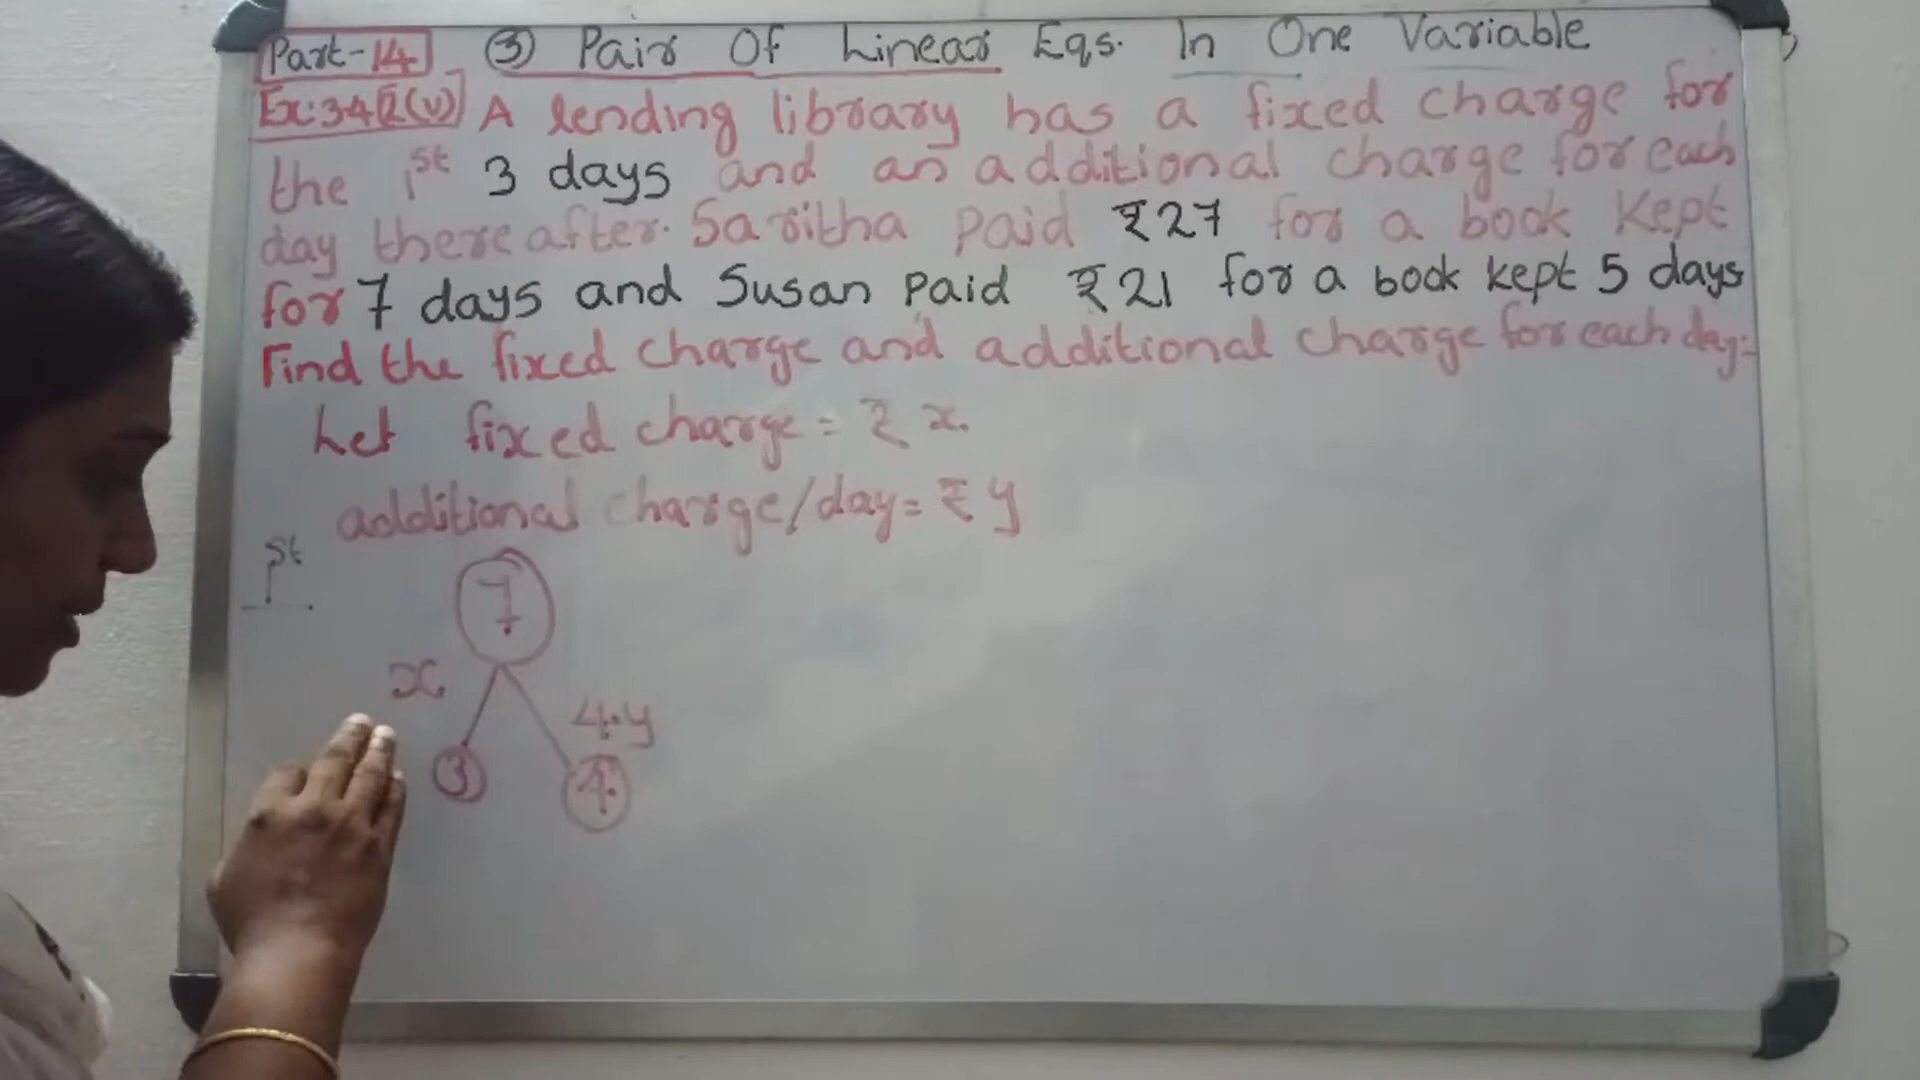 Part-14 ③ Pair Of Linear Eqs. In One Variable
Ex:3.4 2(v) A lending library has a fixed charge for
the 1st 3 days and an additional charge for each
day thereafter. Saritha paid ₹27 for a book kept
for 7 days and Susan paid ₹21 for a book kept 5 days
Find the fixed charge and additional charge for each day:-
Let fixed charge = ₹ x.
additional charge/day = ₹ y
1st
7
x
4.y
3 4